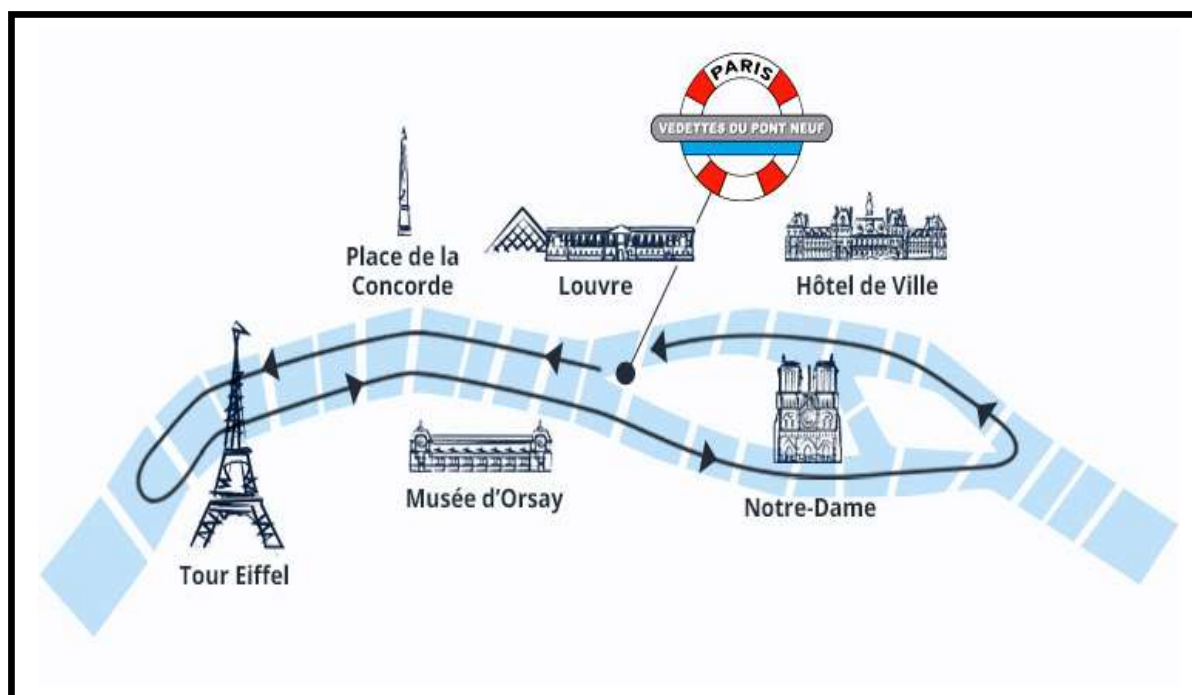 PARIS
VEDETTES DU PONT NEUF
Place de la
Concorde
Louvre
Hôtel de Ville
Musée d'Orsay
Notre-Dame
Tour Eiffel